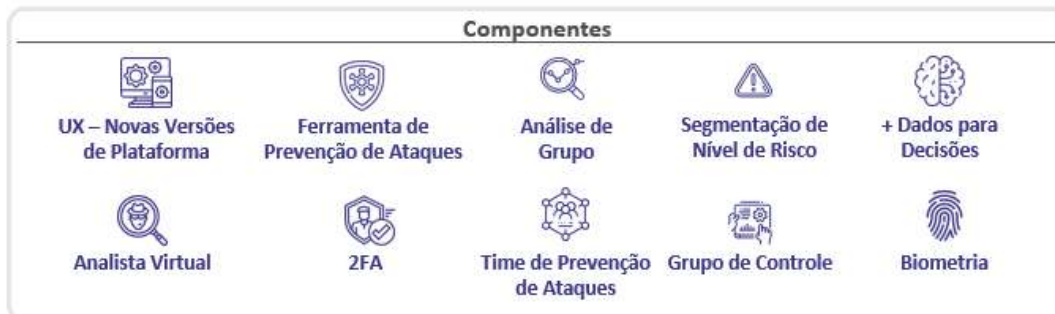 Componentes
UX – Novas Versões
de Plataforma
Ferramenta de
Prevenção de Ataques
Análise de
Grupo
Segmentação de
Nível de Risco
+ Dados para
Decisões
Analista Virtual
2FA
Time de Prevenção
de Ataques
Grupo de Controle
Biometria